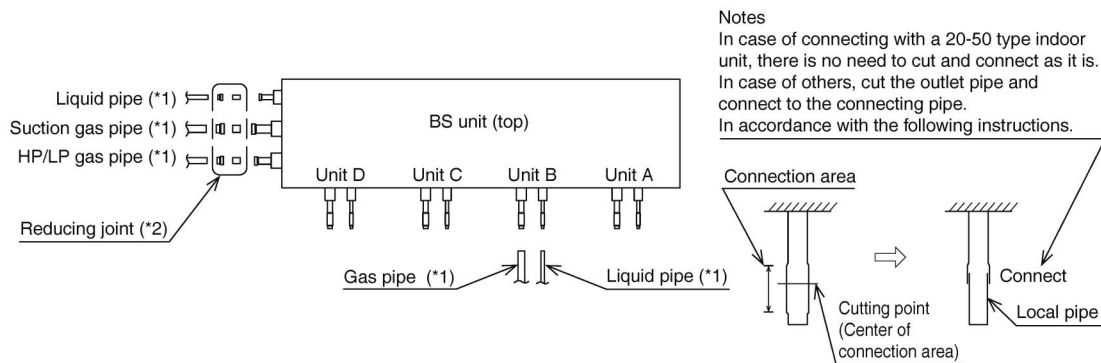 Notes
In case of connecting with a 20-50 type indoor
unit, there is no need to cut and connect as it is.
In case of others, cut the outlet pipe and
connect to the connecting pipe.
In accordance with the following instructions.
Liquid pipe (*1)
Suction gas pipe (*1)
HP/LP gas pipe (*1)
Reducing joint (*2)
BS unit (top)
Unit D
Unit C
Unit B
Unit A
Gas pipe (*1)
Liquid pipe (*1)
Connection area
Cutting point
(Center of
connection area)
Connect
Local pipe